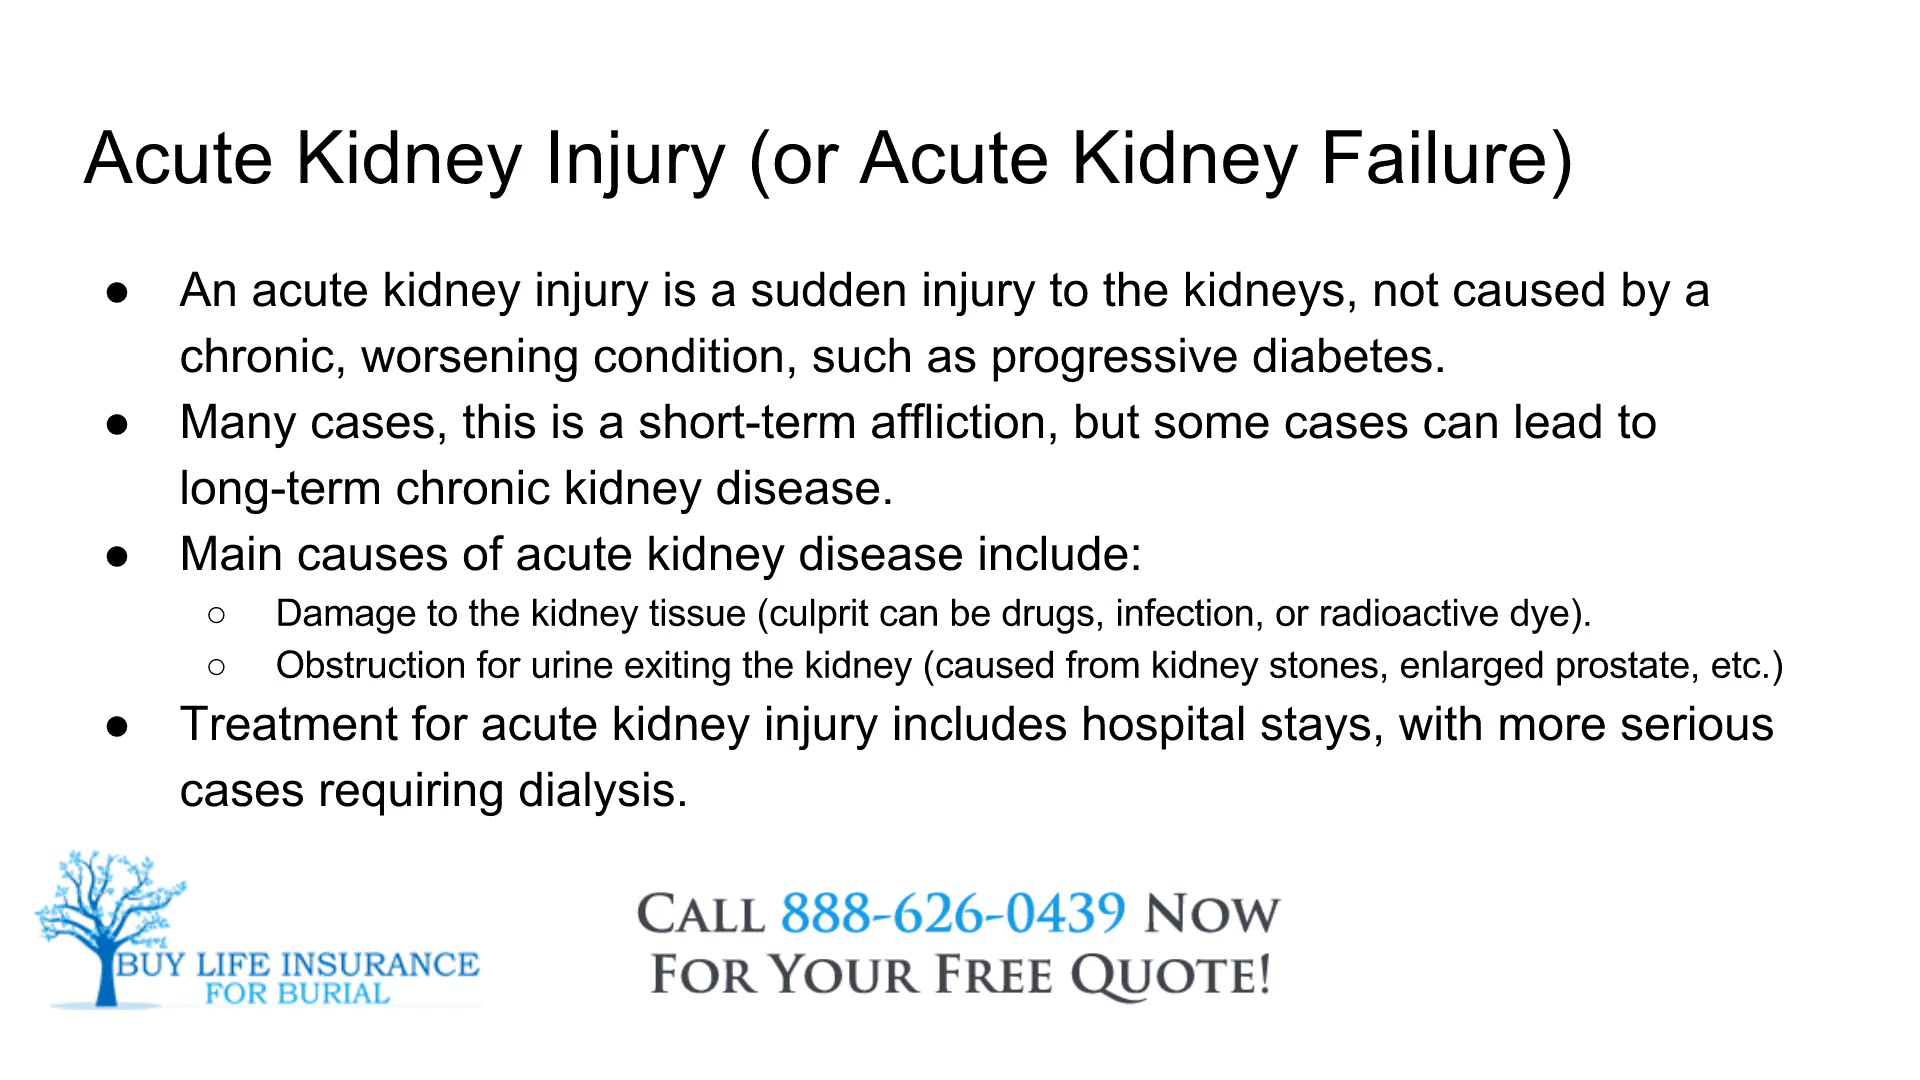 Acute Kidney Injury (or Acute Kidney Failure)
● An acute kidney injury is a sudden injury to the kidneys, not caused by a
chronic, worsening condition, such as progressive diabetes.
● Many cases, this is a short-term affliction, but some cases can lead to
long-term chronic kidney disease.
● Main causes of acute kidney disease include:
○ Damage to the kidney tissue (culprit can be drugs, infection, or radioactive dye).
○ Obstruction for urine exiting the kidney (caused from kidney stones, enlarged prostate, etc.)
● Treatment for acute kidney injury includes hospital stays, with more serious
cases requiring dialysis.
BUY LIFE INSURANCE
FOR BURIAL
CALL 888-626-0439 NOW
FOR YOUR FREE QUOTE!